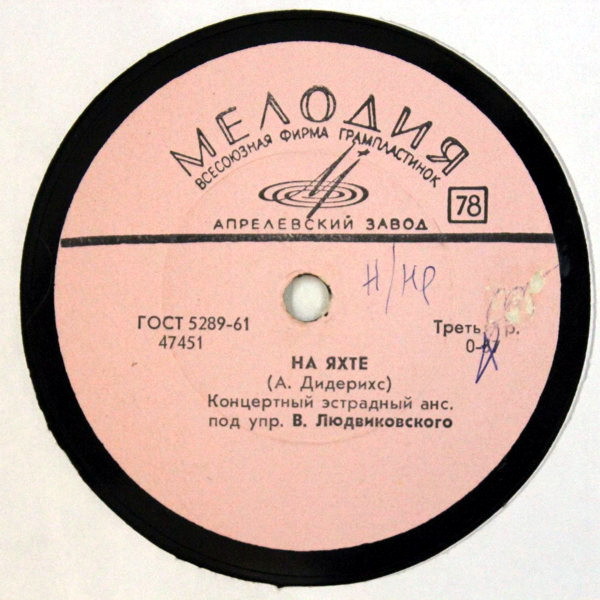 МЕЛОДИЯ
ВСЕСОЮЗНАЯ ФИРМА ГРАМПЛАСТИНОК
78
АПРЕЛЕВСКИЙ ЗАВОД
н/нр
ГОСТ 5289-61
47451
Треть
НА ЯХТЕ
(А. Дидерихс)
Концертный эстрадный анс.
под упр. В. Людвиковского